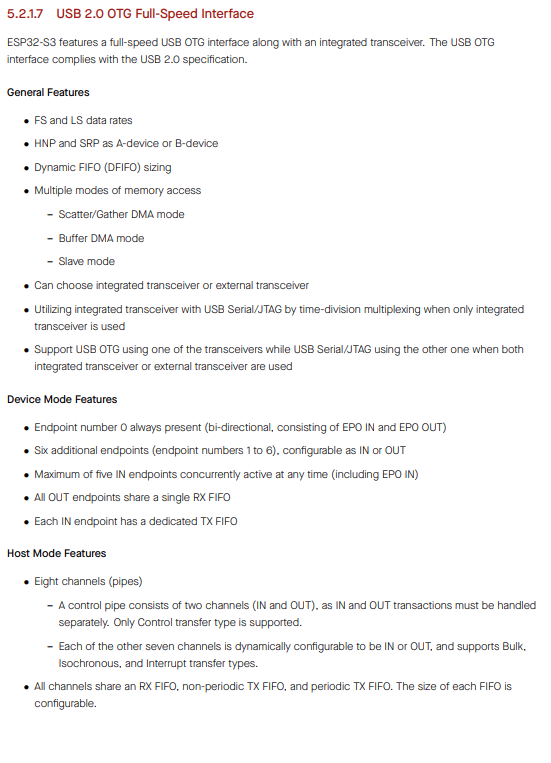 5.2.1.7 USB 2.0 OTG Full-Speed Interface
ESP32-S3 features a full-speed USB OTG interface along with an integrated transceiver. The USB OTG
interface complies with the USB 2.0 specification.
General Features
• FS and LS data rates
• HNP and SRP as A-device or B-device
• Dynamic FIFO (DFIFO) sizing
• Multiple modes of memory access
– Scatter/Gather DMA mode
– Buffer DMA mode
– Slave mode
• Can choose integrated transceiver or external transceiver
• Utilizing integrated transceiver with USB Serial/JTAG by time-division multiplexing when only integrated
transceiver is used
• Support USB OTG using one of the transceivers while USB Serial/JTAG using the other one when both
integrated transceiver or external transceiver are used
Device Mode Features
• Endpoint number 0 always present (bi-directional, consisting of EP0 IN and EP0 OUT)
• Six additional endpoints (endpoint numbers 1 to 6), configurable as IN or OUT
• Maximum of five IN endpoints concurrently active at any time (including EP0 IN)
• All OUT endpoints share a single RX FIFO
• Each IN endpoint has a dedicated TX FIFO
Host Mode Features
• Eight channels (pipes)
– A control pipe consists of two channels (IN and OUT), as IN and OUT transactions must be handled
separately. Only Control transfer type is supported.
– Each of the other seven channels is dynamically configurable to be IN or OUT, and supports Bulk,
Isochronous, and Interrupt transfer types.
• All channels share an RX FIFO, non-periodic TX FIFO, and periodic TX FIFO. The size of each FIFO is
configurable.